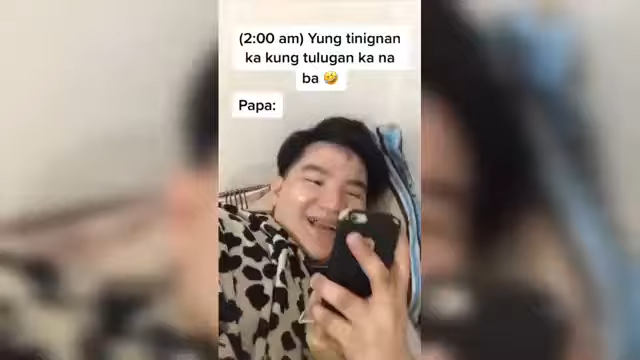 (2:00 am) Yung tinignan
ka kung tulugan ka na
ba 🤣
Papa: